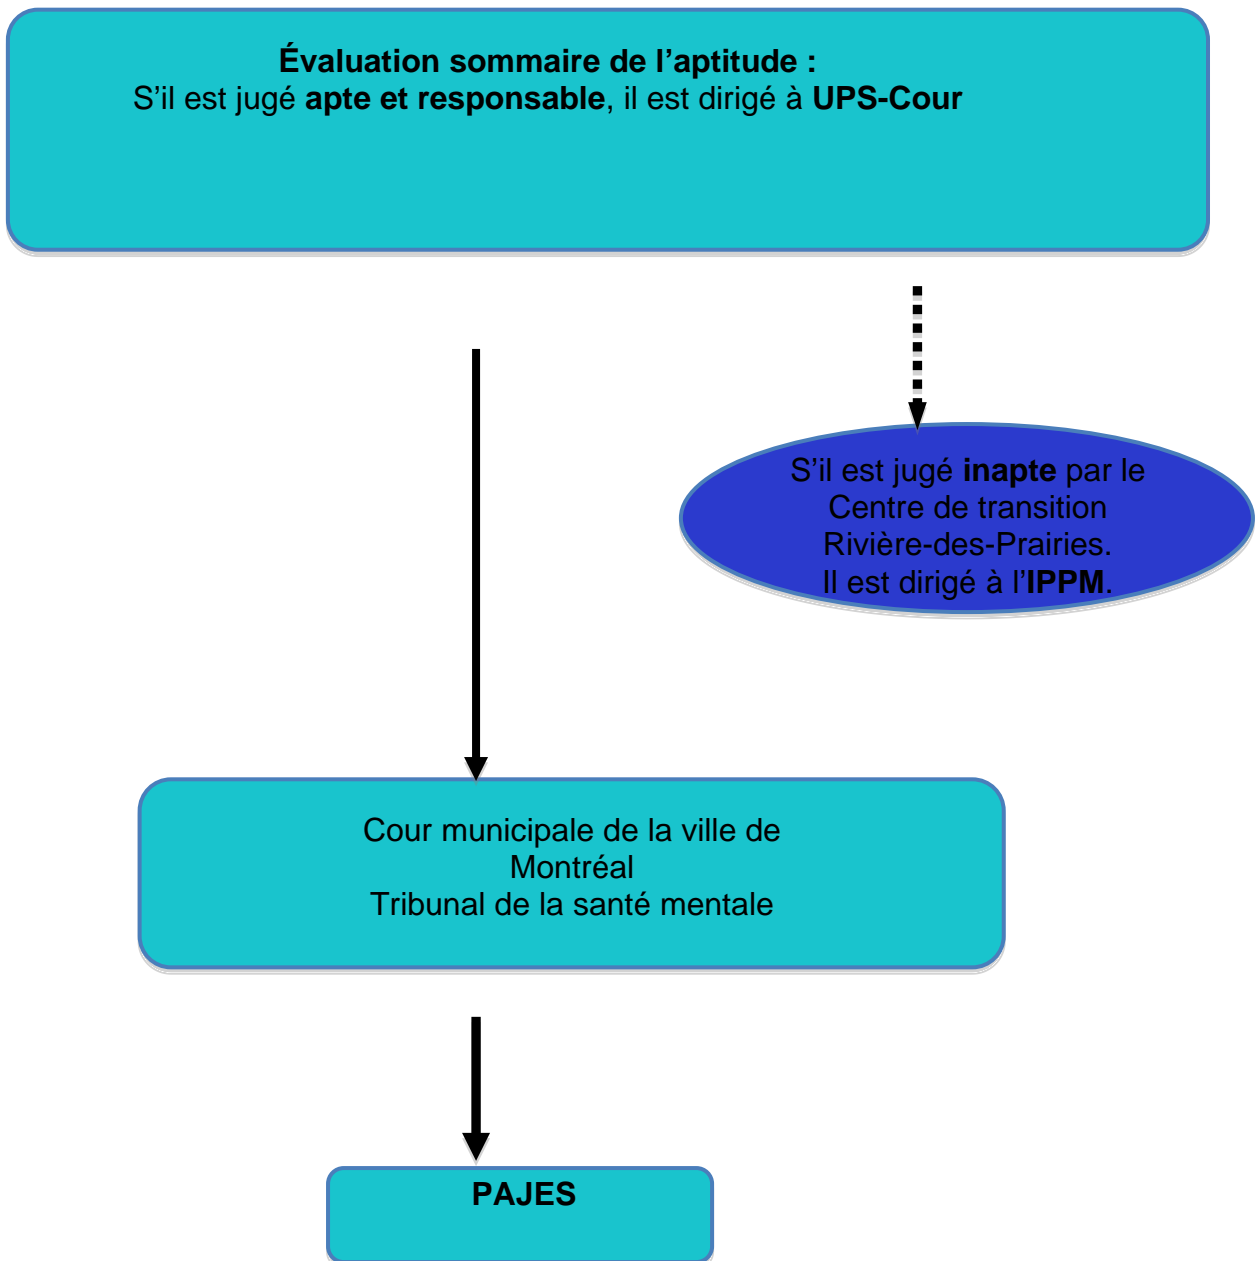 Évaluation sommaire de l’aptitude :
S’il est jugé apte et responsable, il est dirigé à UPS-Cour
S’il est jugé inapte par le
Centre de transition
Rivière-des-Prairies.
Il est dirigé à l’IPPM.
Cour municipale de la ville de
Montréal
Tribunal de la santé mentale
PAJES